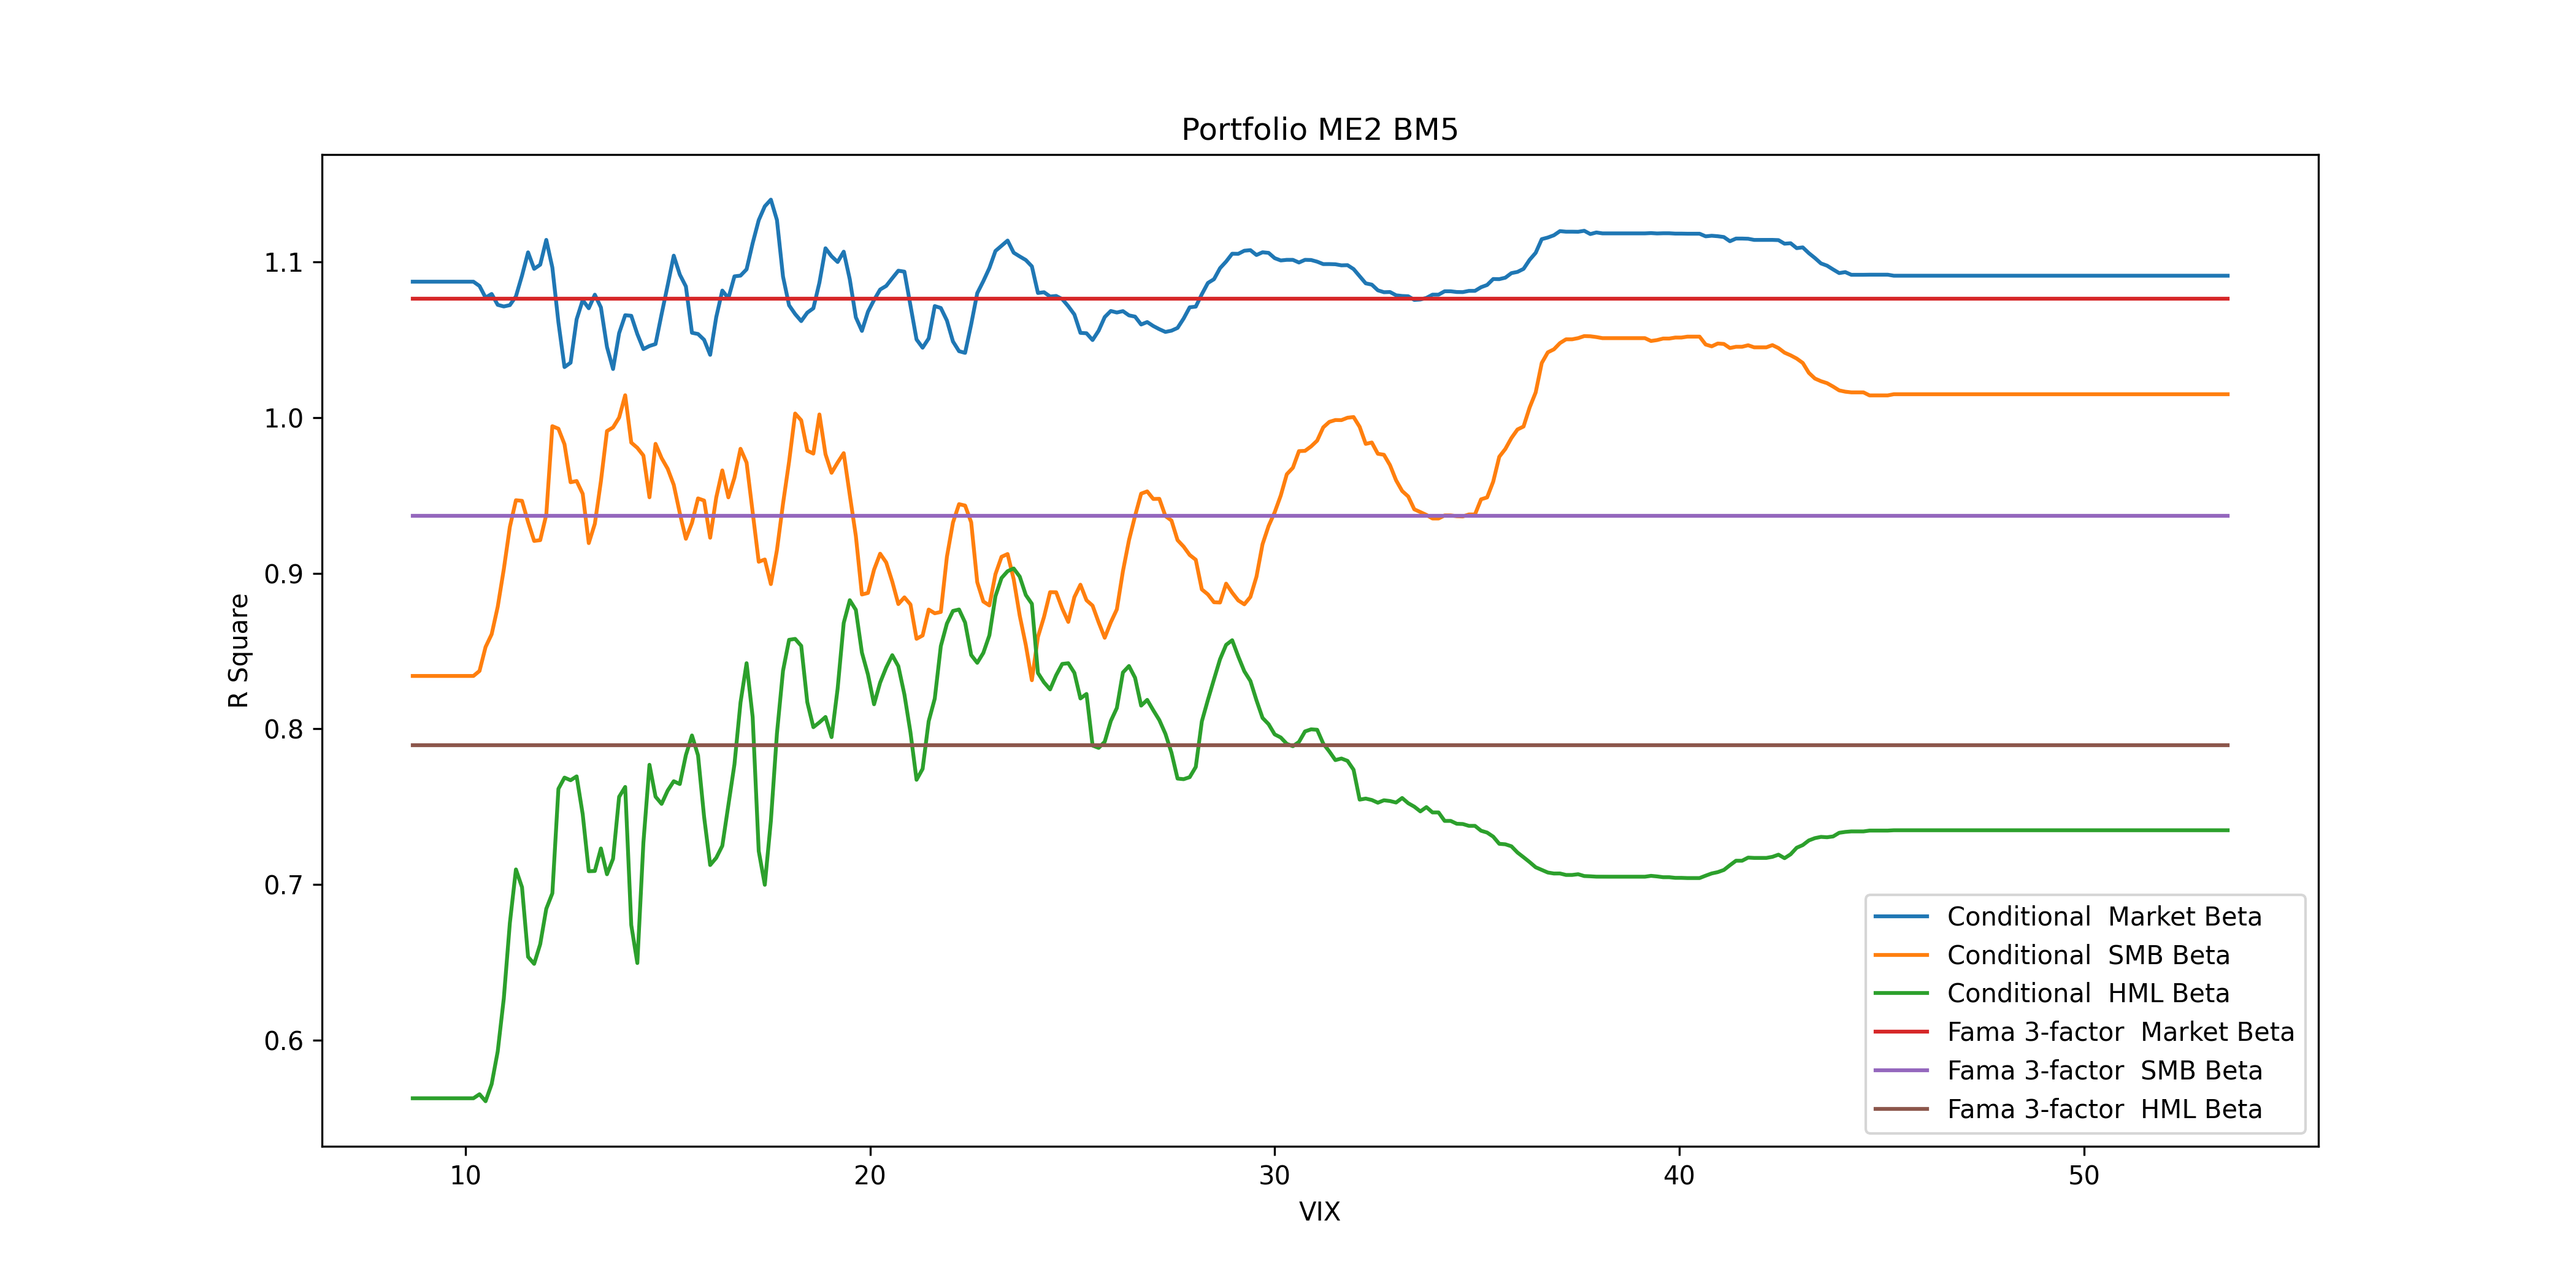 Portfolio ME2 BM5
R Square
1.1
1.0
0.9
0.8
0.7
0.6
10 20 30 40 50
VIX
Conditional  Market Beta
Conditional  SMB Beta
Conditional  HML Beta
Fama 3-factor  Market Beta
Fama 3-factor  SMB Beta
Fama 3-factor  HML Beta